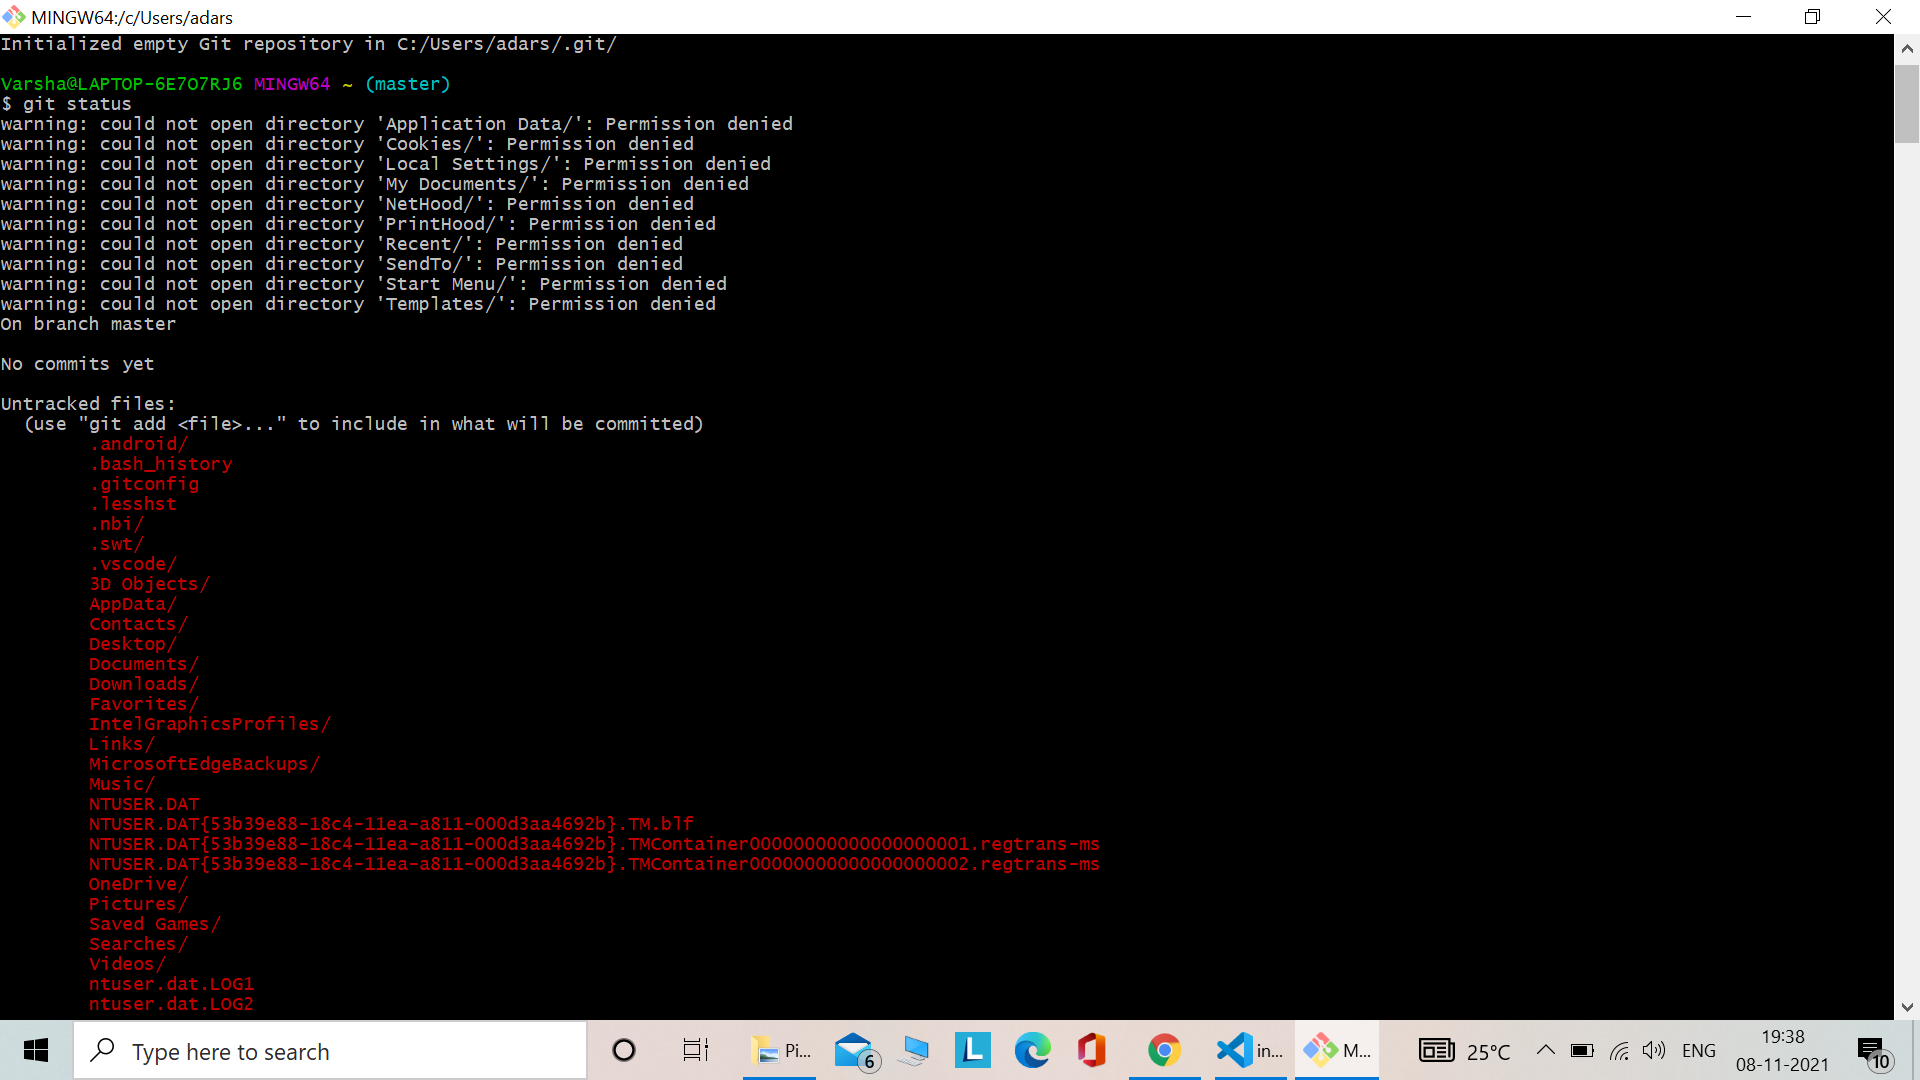 MINGW64:/c/Users/adars
Initialized empty Git repository in C:/Users/adars/.git/
Varsha@LAPTOP-6E7O7RJ6 MINGW64 ~ (master)
$ git status
warning: could not open directory 'Application Data/': Permission denied
warning: could not open directory 'Cookies/': Permission denied
warning: could not open directory 'Local Settings/': Permission denied
warning: could not open directory 'My Documents/': Permission denied
warning: could not open directory 'NetHood/': Permission denied
warning: could not open directory 'PrintHood/': Permission denied
warning: could not open directory 'Recent/': Permission denied
warning: could not open directory 'SendTo/': Permission denied
warning: could not open directory 'Start Menu/': Permission denied
warning: could not open directory 'Templates/': Permission denied
On branch master
No commits yet
Untracked files:
(use "git add <file>..." to include in what will be committed)
.android/
.bash_history
.gitconfig
.lesshst
.nbi/
.swt/
.vscode/
3D Objects/
AppData/
Contacts/
Desktop/
Documents/
Downloads/
Favorites/
IntelGraphicsProfiles/
Links/
MicrosoftEdgeBackups/
Music/
NTUSER.DAT
NTUSER.DAT{53b39e88-18c4-11ea-a811-000d3aa4692b}.TM.blf
NTUSER.DAT{53b39e88-18c4-11ea-a811-000d3aa4692b}.TMContainer00000000000000000001.regtrans-ms
NTUSER.DAT{53b39e88-18c4-11ea-a811-000d3aa4692b}.TMContainer00000000000000000002.regtrans-ms
OneDrive/
Pictures/
Saved Games/
Searches/
Videos/
ntuser.dat.LOG1
ntuser.dat.LOG2
Type here to search
Pi...
6
L
in...
M...
25°C
ENG
19:38
08-11-2021
10